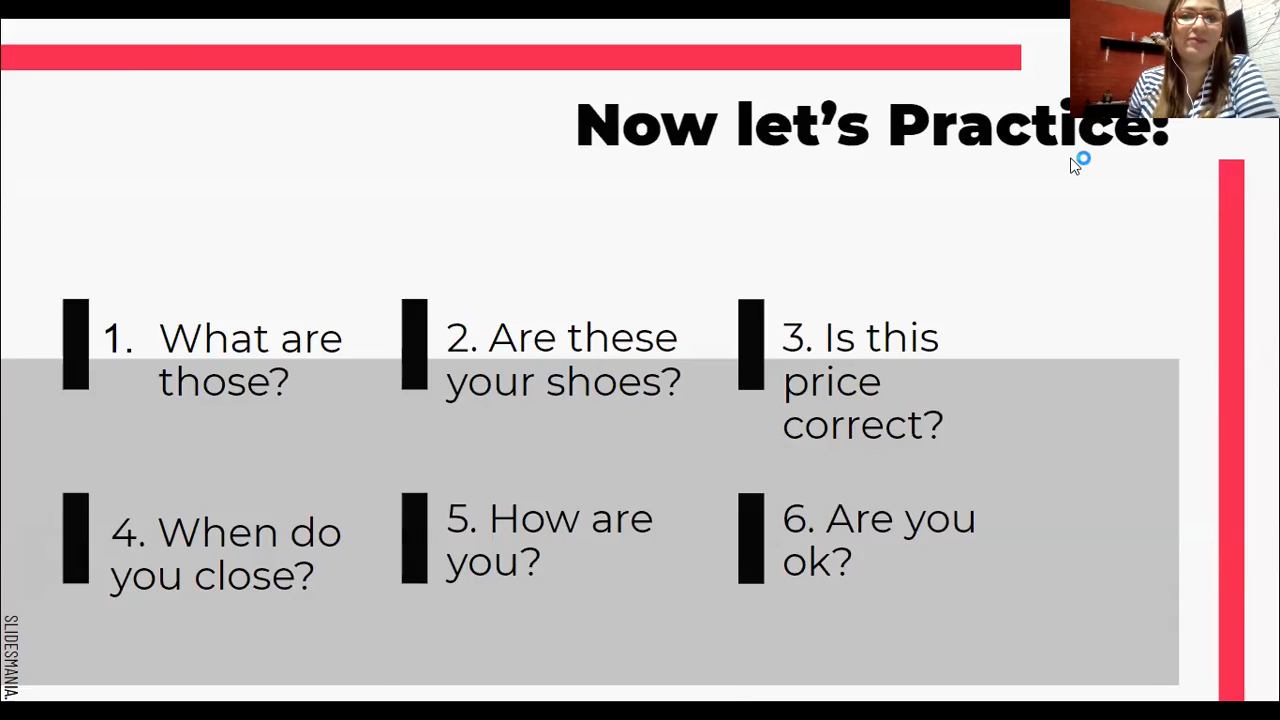 Now let's Practice:
1. What are
those?
2. Are these
your shoes?
3. Is this
price
correct?
4. When do
you close?
5. How are
you?
6. Are you
ok?
SLIDESMANIA.